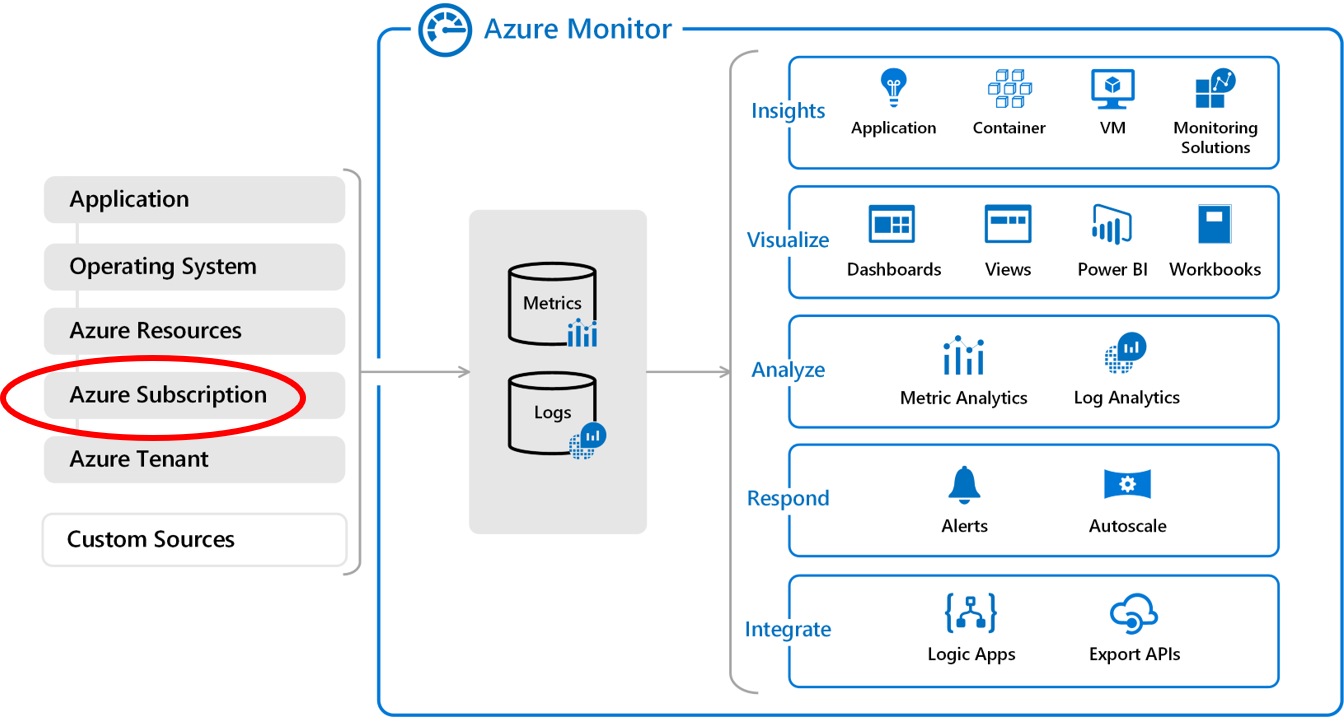 Azure Monitor
Application
Operating System
Azure Resources
Azure Subscription
Azure Tenant
Custom Sources
Metrics
Logs
Insights
Application
Container
VM
Monitoring
Solutions
Visualize
Dashboards
Views
Power BI
Workbooks
Analyze
Metric Analytics
Log Analytics
Respond
Alerts
Autoscale
Integrate
Logic Apps
Export APIs